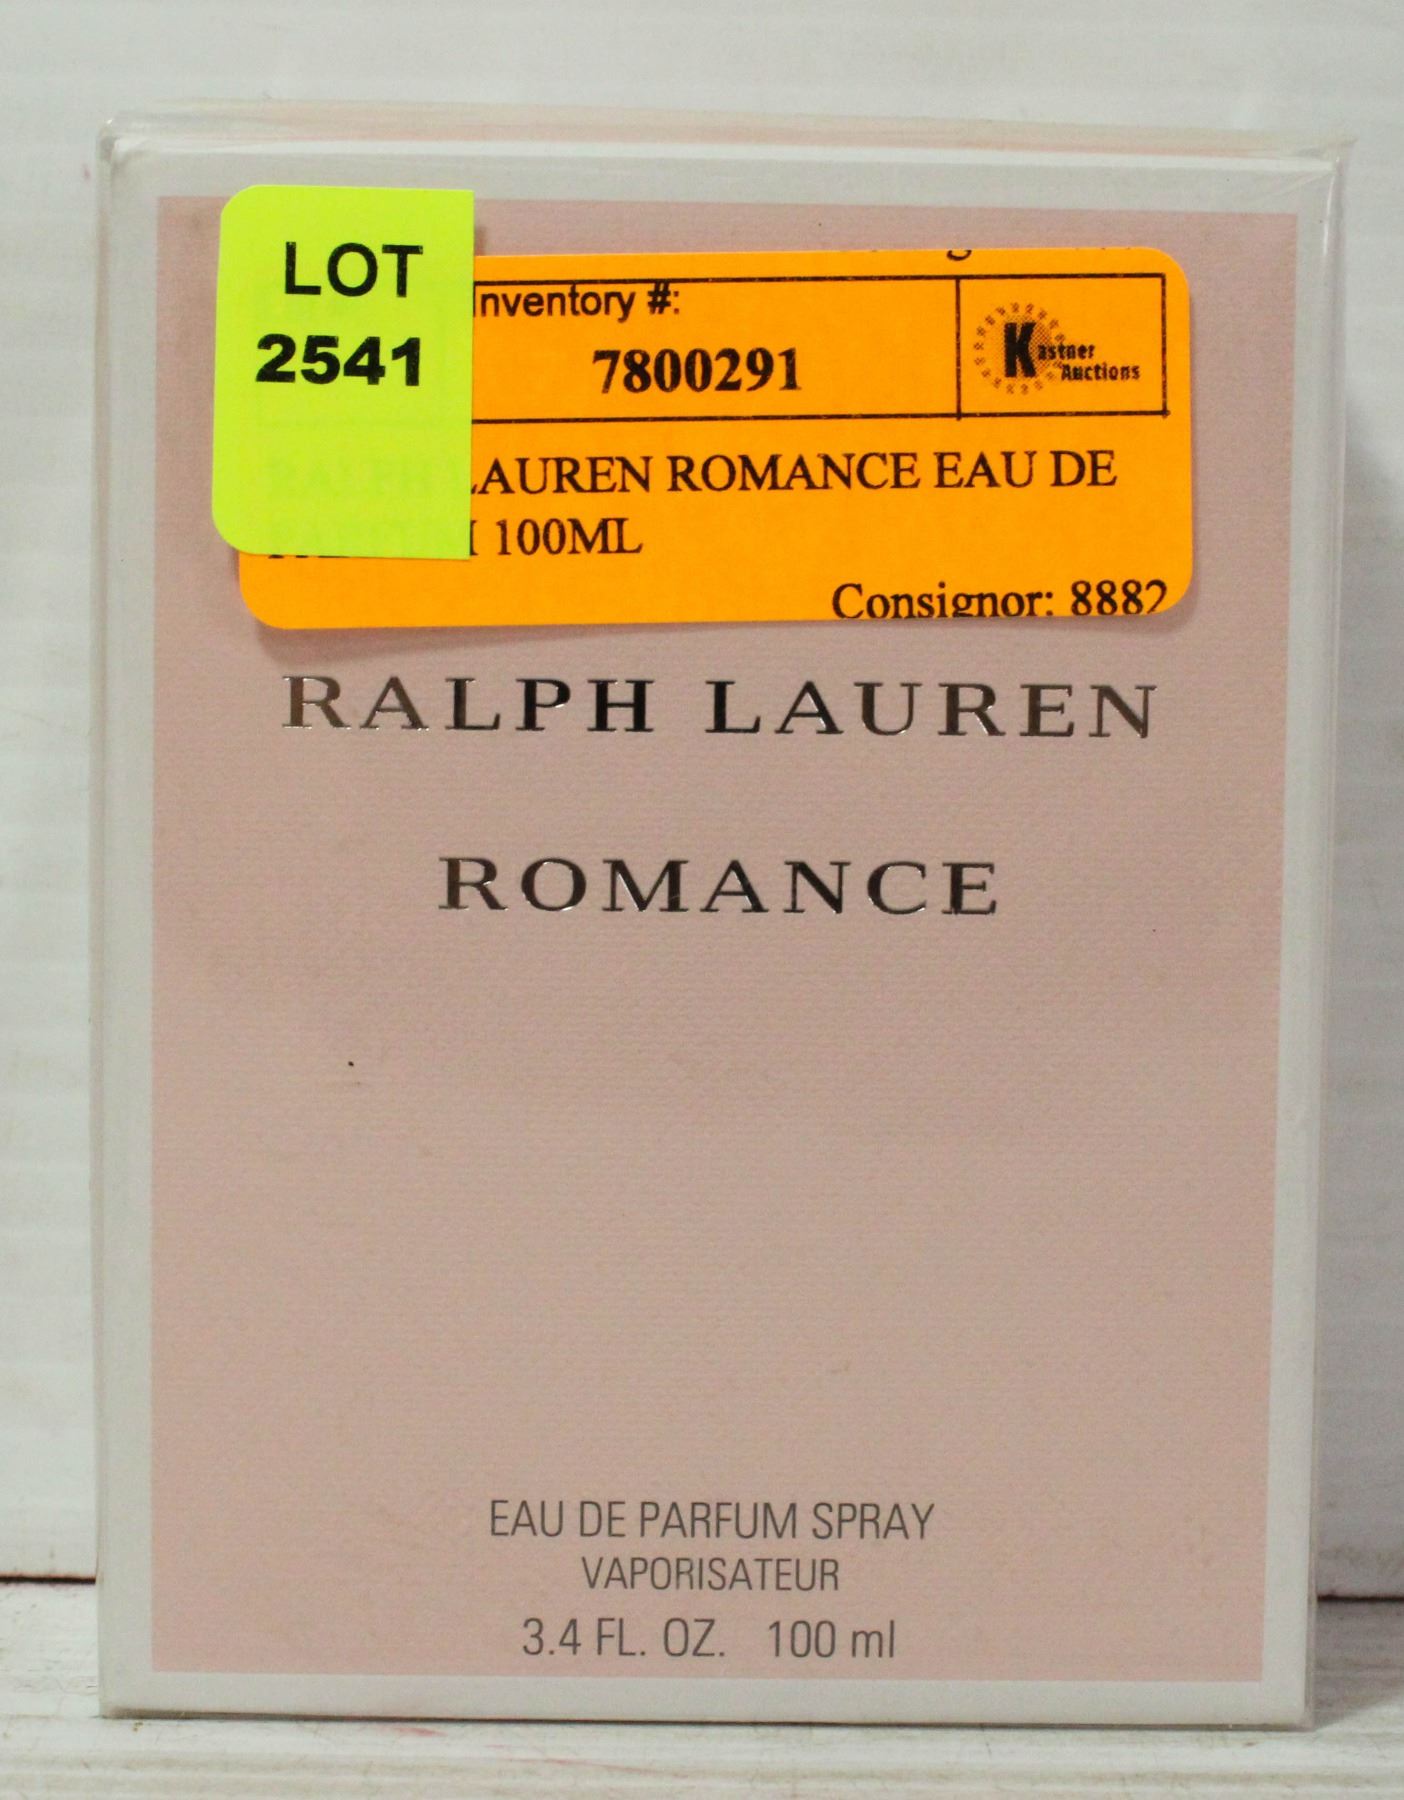 LOT
2541
Inventory #:
7800291
Kastner
Auctions
LAUREN ROMANCE EAU DE
100ML
Consignor: 8882
RALPH LAUREN
ROMANCE
EAU DE PARFUM SPRAY
VAPORISATEUR
3.4 FL. OZ. 100 ml